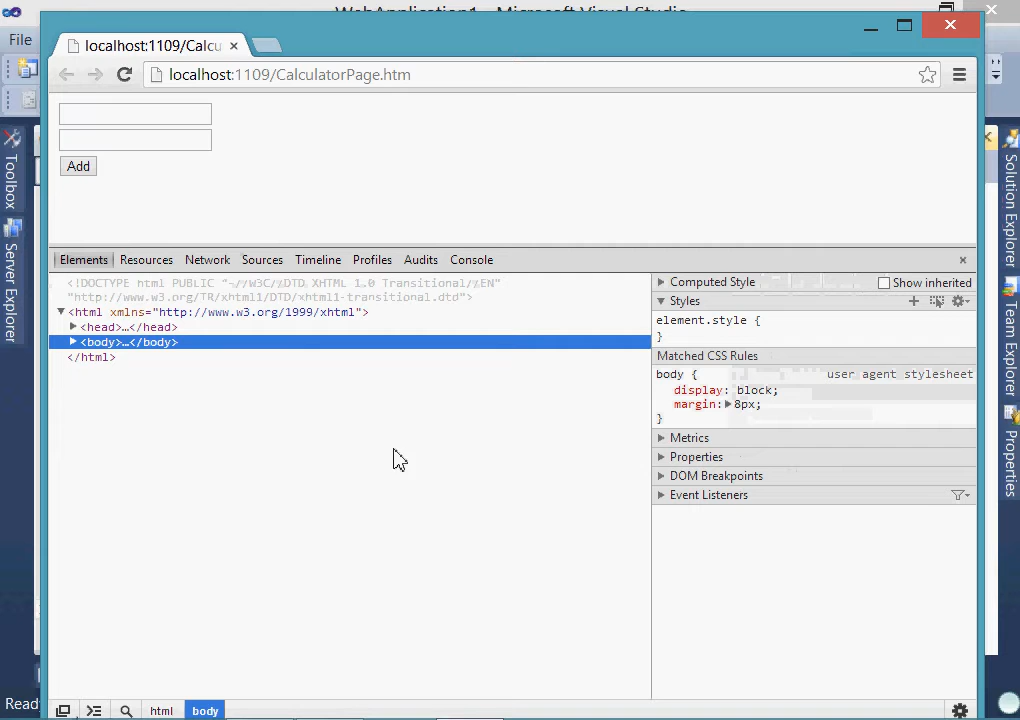 WebApplication1 - Microsoft Visual Studio
File
localhost:1109/Calcu
localhost:1109/CalculatorPage.htm
Add
Toolbox
Server Explorer
Solution Explorer
Team Explorer
Properties
Elements Resources Network Sources Timeline Profiles Audits Console
<!DOCTYPE html PUBLIC "-//W3C//DTD XHTML 1.0 Transitional//EN"
"http://www.w3.org/TR/xhtml1/DTD/xhtml1-transitional.dtd">
<html xmlns="http://www.w3.org/1999/xhtml">
<head>…</head>
<body>…</body>
</html>
Computed Style Show inherited
Styles
element.style {
}
Matched CSS Rules
body { user agent stylesheet
display: block;
margin: 8px;
}
Metrics
Properties
DOM Breakpoints
Event Listeners
Read
html body